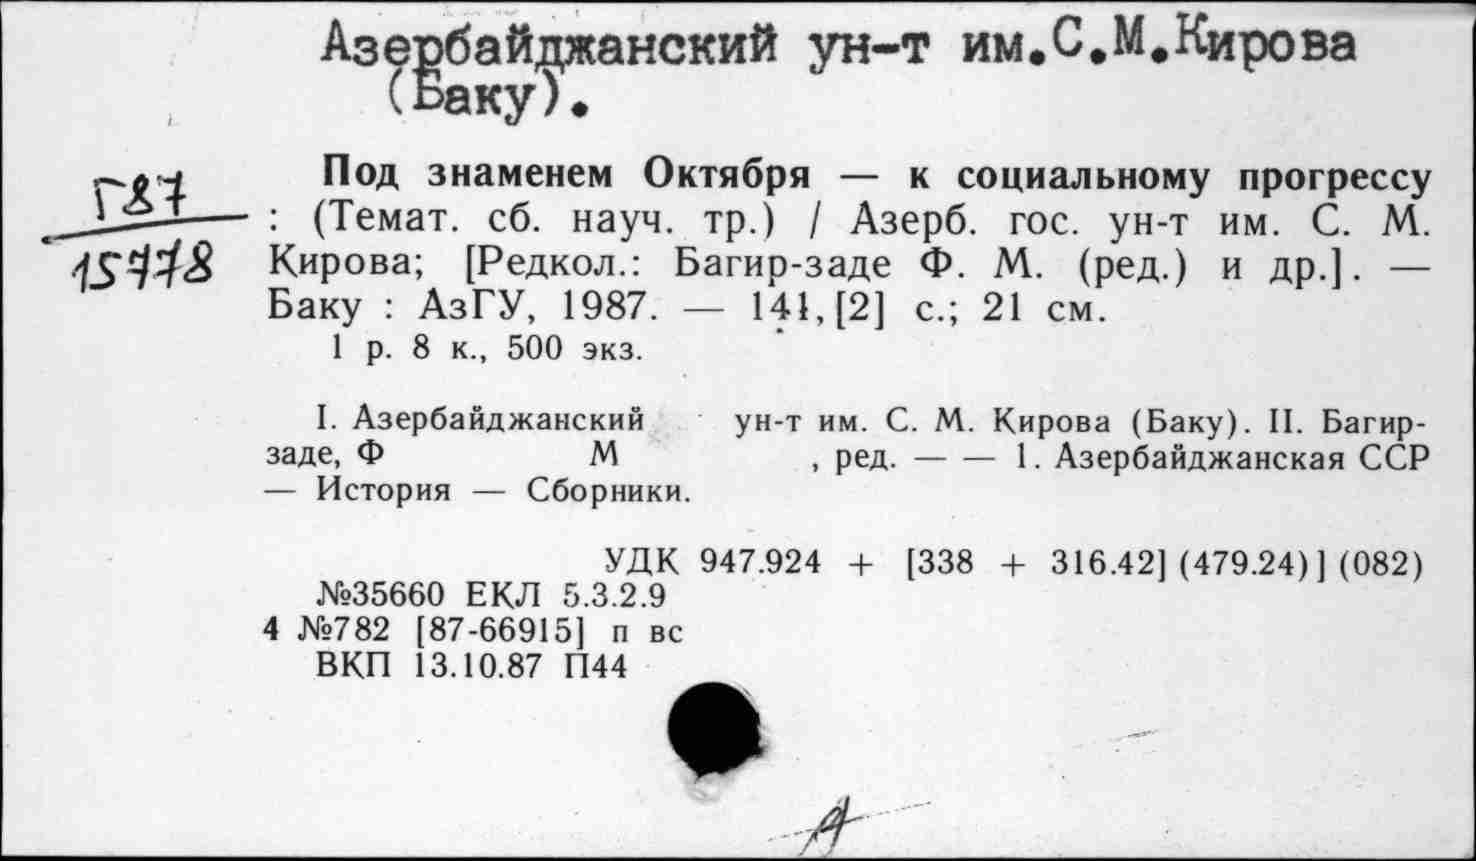 Азербайджанский ун-т им.С.М.Кирова
(Баку).
Г87
15778
Под знаменем Октября — к социальному прогрессу
: (Темат. сб. науч. тр.) / Азерб. гос. ун-т им. С. М.
Кирова; [Редкол.: Багир-заде Ф. М. (ред.) и др.]. —
Баку : АзГУ, 1987. — 141,[2] с.; 21 см.
1 р. 8 к., 500 экз.
I. Азербайджанский ун-т им. С. М. Кирова (Баку). II. Багир-
заде, Ф М , ред. — — 1. Азербайджанская ССР
— История — Сборники.
УДК 947.924 + [338 + 316.42] (479.24)] (082)
№35660 ЕКЛ 5.3.2.9
4 №782 [87-66915] п вс
ВКП 13.10.87 П44